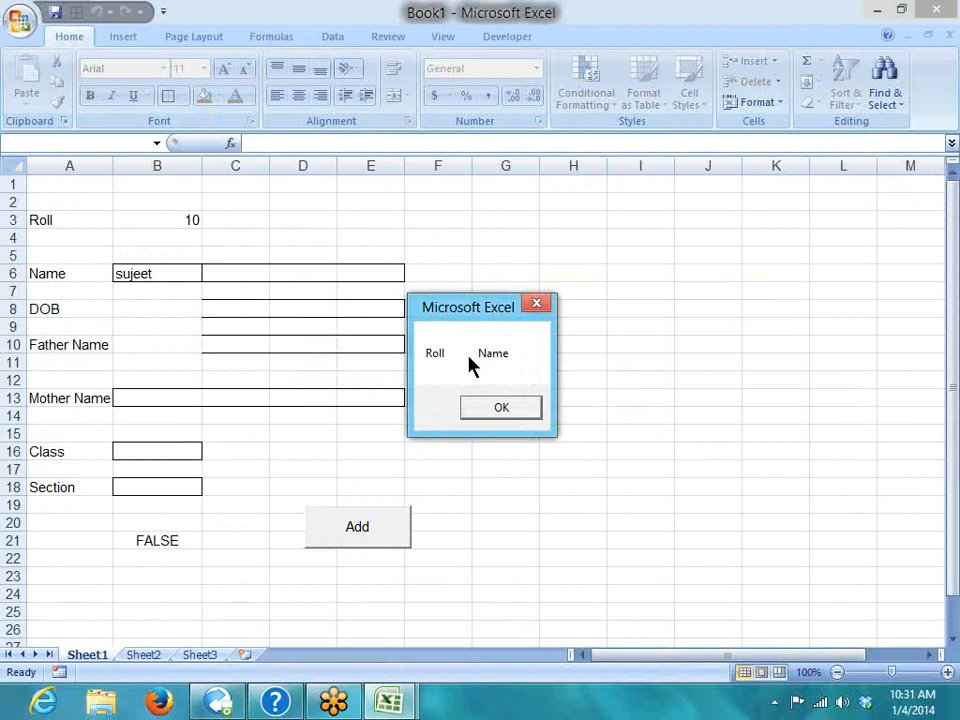 Book1 - Microsoft Excel
Home Insert Page Layout Formulas Data Review View Developer
Paste
Arial 11
B I U
A A A
General
$ % ,
Conditional Formatting
Format as Table
Cell Styles
Insert
Delete
Format
Σ
Sort & Filter
Find & Select
Clipboard Font Alignment Number Styles Cells Editing
fx
A B C D E F G H I J K L M
1
2
3 Roll 10
4
5
6 Name sujeet
7
8 DOB
9
10 Father Name
11
12
13 Mother Name
14
15
16 Class
17
18 Section
19
20
21 FALSE
22
23
24
25
26
27
Add
Microsoft Excel
Roll Name
OK
Sheet1 Sheet2 Sheet3
Ready 100%
10:31 AM
1/4/2014